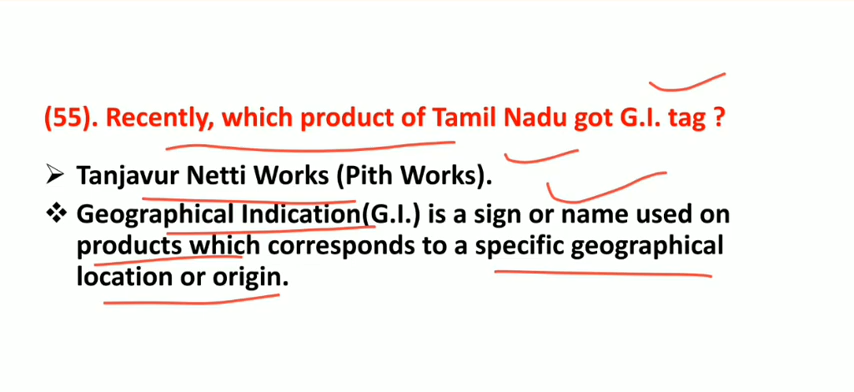 (55). Recently, which product of Tamil Nadu got G.I. tag ?
➢ Tanjavur Netti Works (Pith Works).
❖ Geographical Indication(G.I.) is a sign or name used on
products which corresponds to a specific geographical
location or origin.